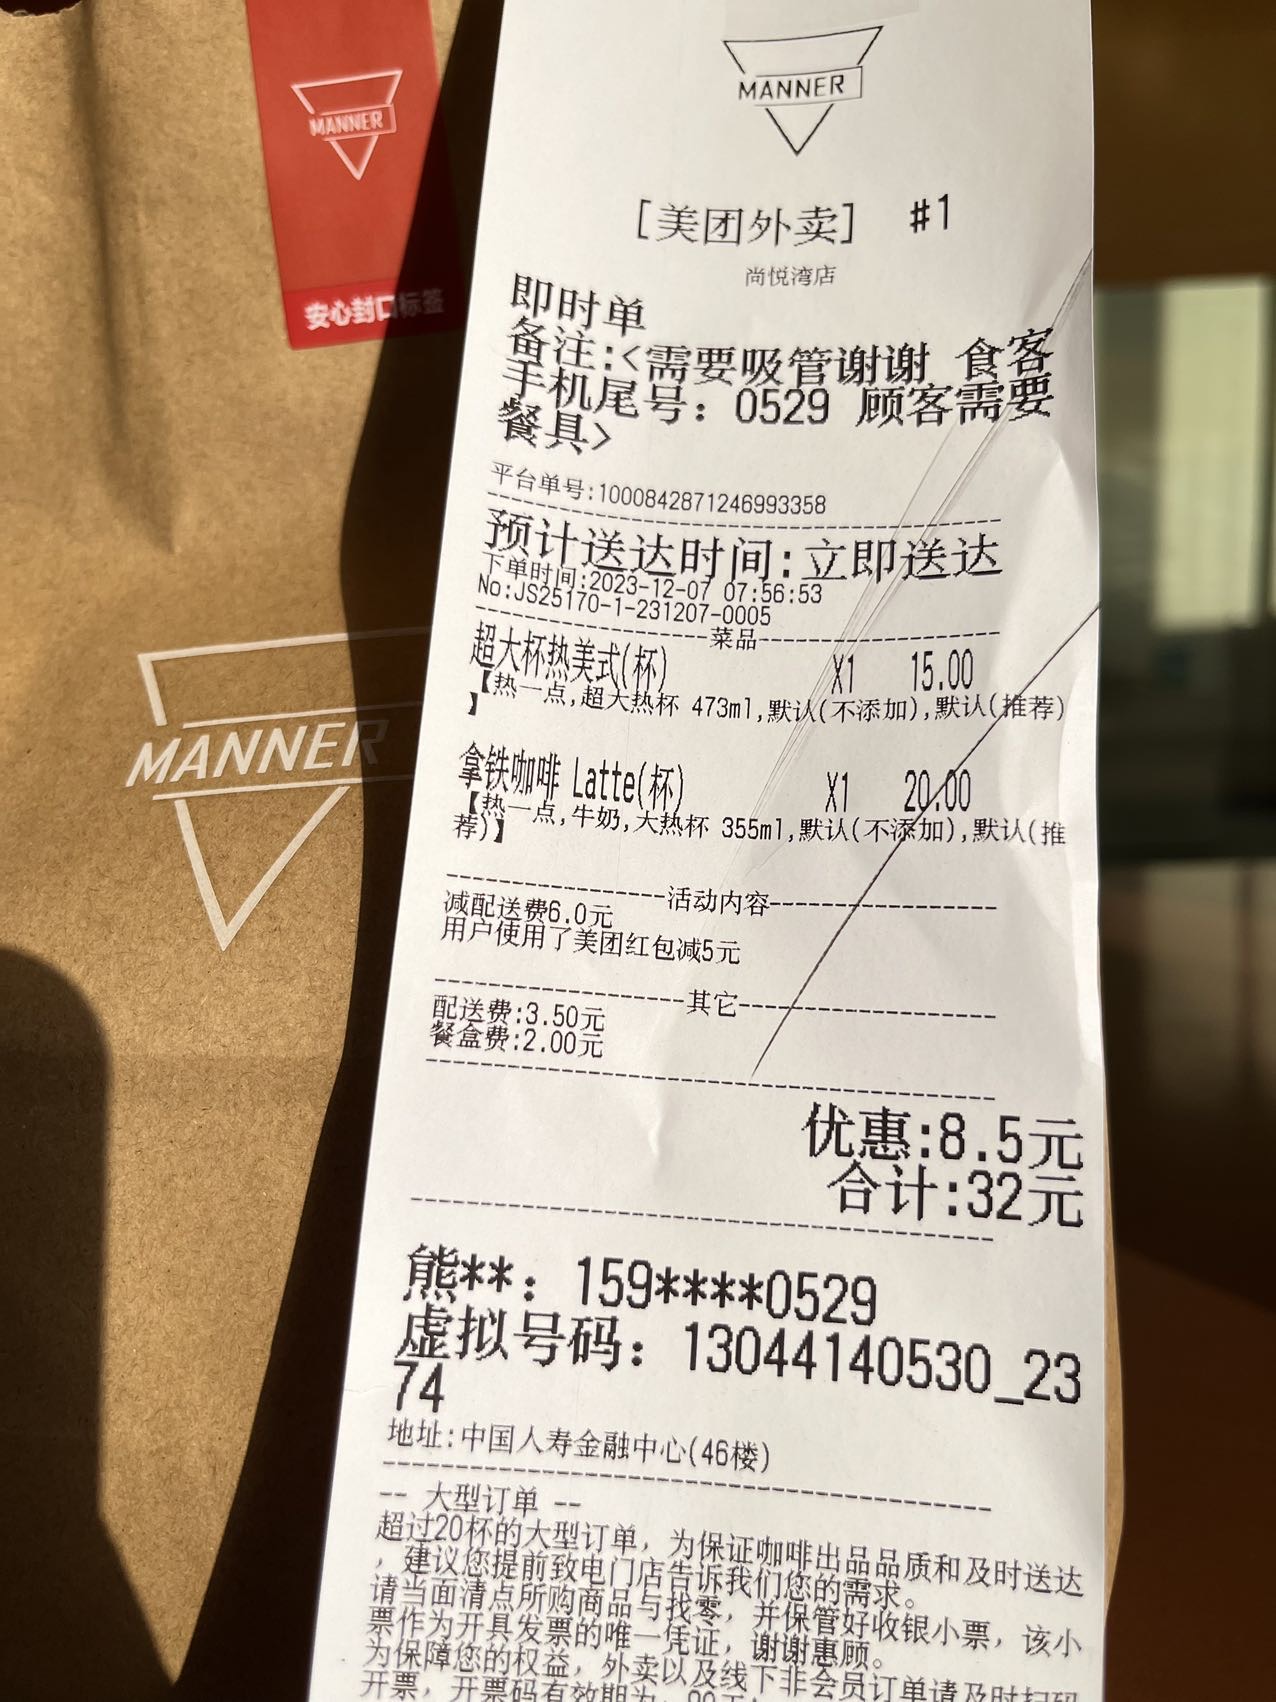 MANNER
安心封口标签
MANNER
MANNER
[美团外卖] #1
尚悦湾店
即时单
备注:<需要吸管谢谢 食客
手机尾号: 0529 顾客需要
餐具>
平台单号:1000842871246993358
预计送达时间:立即送达
下单时间:2023-12-07 07:56:53
No:JS25170-1-231207-0005
菜品
超大杯热美式(杯) X1 15.00
【热一点,超大热杯 473ml,默认(不添加),默认(推荐)
】
拿铁咖啡 Latte(杯) X1 20.00
【热一点,牛奶,大热杯 355ml,默认(不添加),默认(推
荐)】
活动内容
减配送费6.0元
用户使用了美团红包减5元
其它
配送费:3.50元
餐盒费:2.00元
优惠:8.5元
合计:32元
熊**: 159****0529
虚拟号码: 13044140530_23
74
地址:中国人寿金融中心(46楼)
-- 大型订单 --
超过20杯的大型订单, 为保证咖啡出品品质和及时送达
, 建议您提前致电门店告诉我们您的需求。
请当面清点所购商品与找零, 并保管好收银小票, 该小
票作为开具发票的唯一凭证, 谢谢惠顾。
为保障您的权益, 外卖以及线下非会员订单请及时扫码
开票, 开票码有效期为